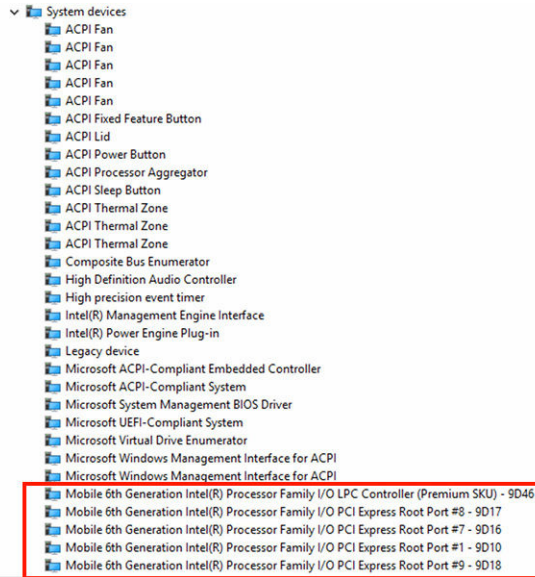 System devices
ACPI Fan
ACPI Fan
ACPI Fan
ACPI Fan
ACPI Fan
ACPI Fixed Feature Button
ACPI Lid
ACPI Power Button
ACPI Processor Aggregator
ACPI Sleep Button
ACPI Thermal Zone
ACPI Thermal Zone
ACPI Thermal Zone
Composite Bus Enumerator
High Definition Audio Controller
High precision event timer
Intel(R) Management Engine Interface
Intel(R) Power Engine Plug-in
Legacy device
Microsoft ACPI-Compliant Embedded Controller
Microsoft ACPI-Compliant System
Microsoft System Management BIOS Driver
Microsoft UEFI-Compliant System
Microsoft Virtual Drive Enumerator
Microsoft Windows Management Interface for ACPI
Microsoft Windows Management Interface for ACPI
Mobile 6th Generation Intel(R) Processor Family I/O LPC Controller (Premium SKU) - 9D46
Mobile 6th Generation Intel(R) Processor Family I/O PCI Express Root Port #8 - 9D17
Mobile 6th Generation Intel(R) Processor Family I/O PCI Express Root Port #7 - 9D16
Mobile 6th Generation Intel(R) Processor Family I/O PCI Express Root Port #1 - 9D10
Mobile 6th Generation Intel(R) Processor Family I/O PCI Express Root Port #9 - 9D18